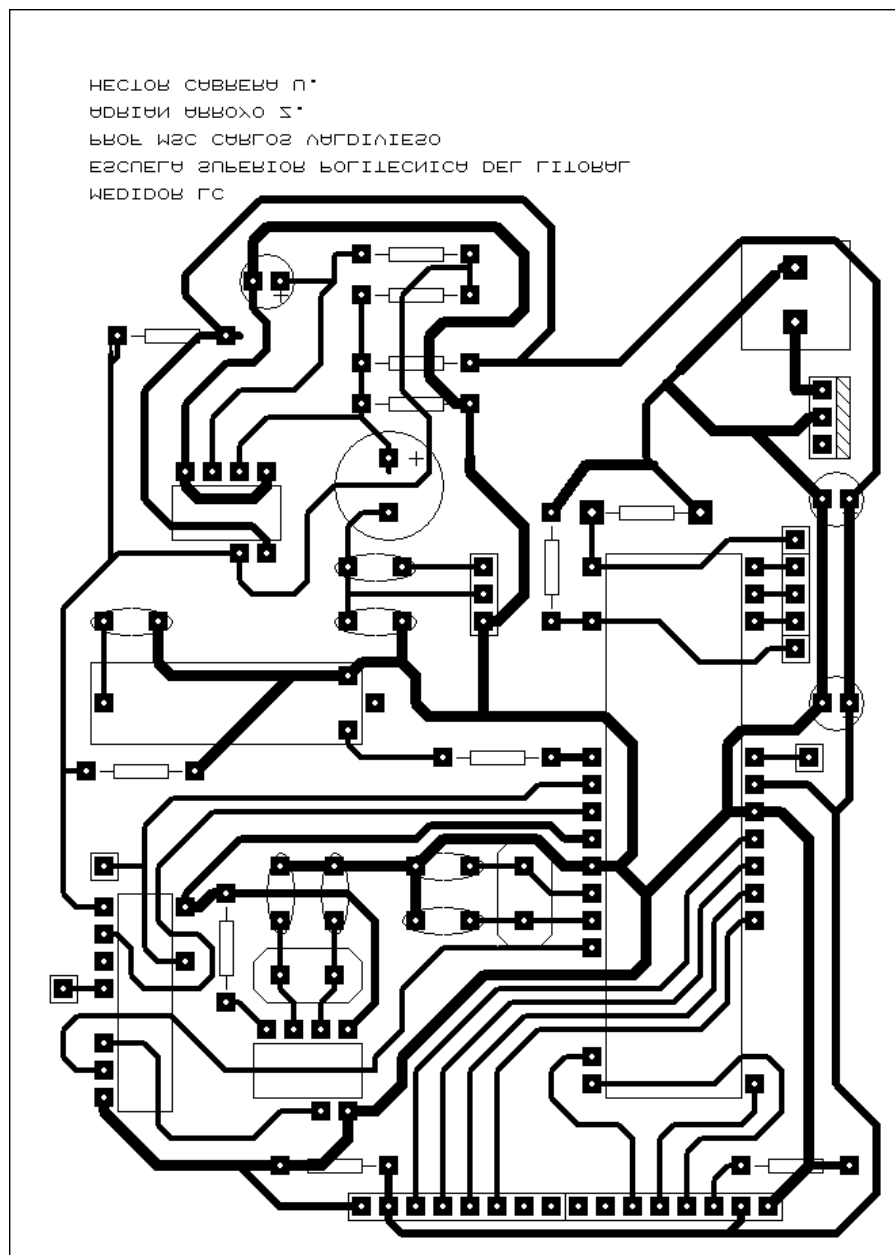 MEDIDOR LC
ESCUELA SUPERIOR POLITECNICA DEL LITORAL
PROF MSC CARLOS VALDIVIESO
ADRIAN ARROYO Z.
HECTOR CABRERA U.